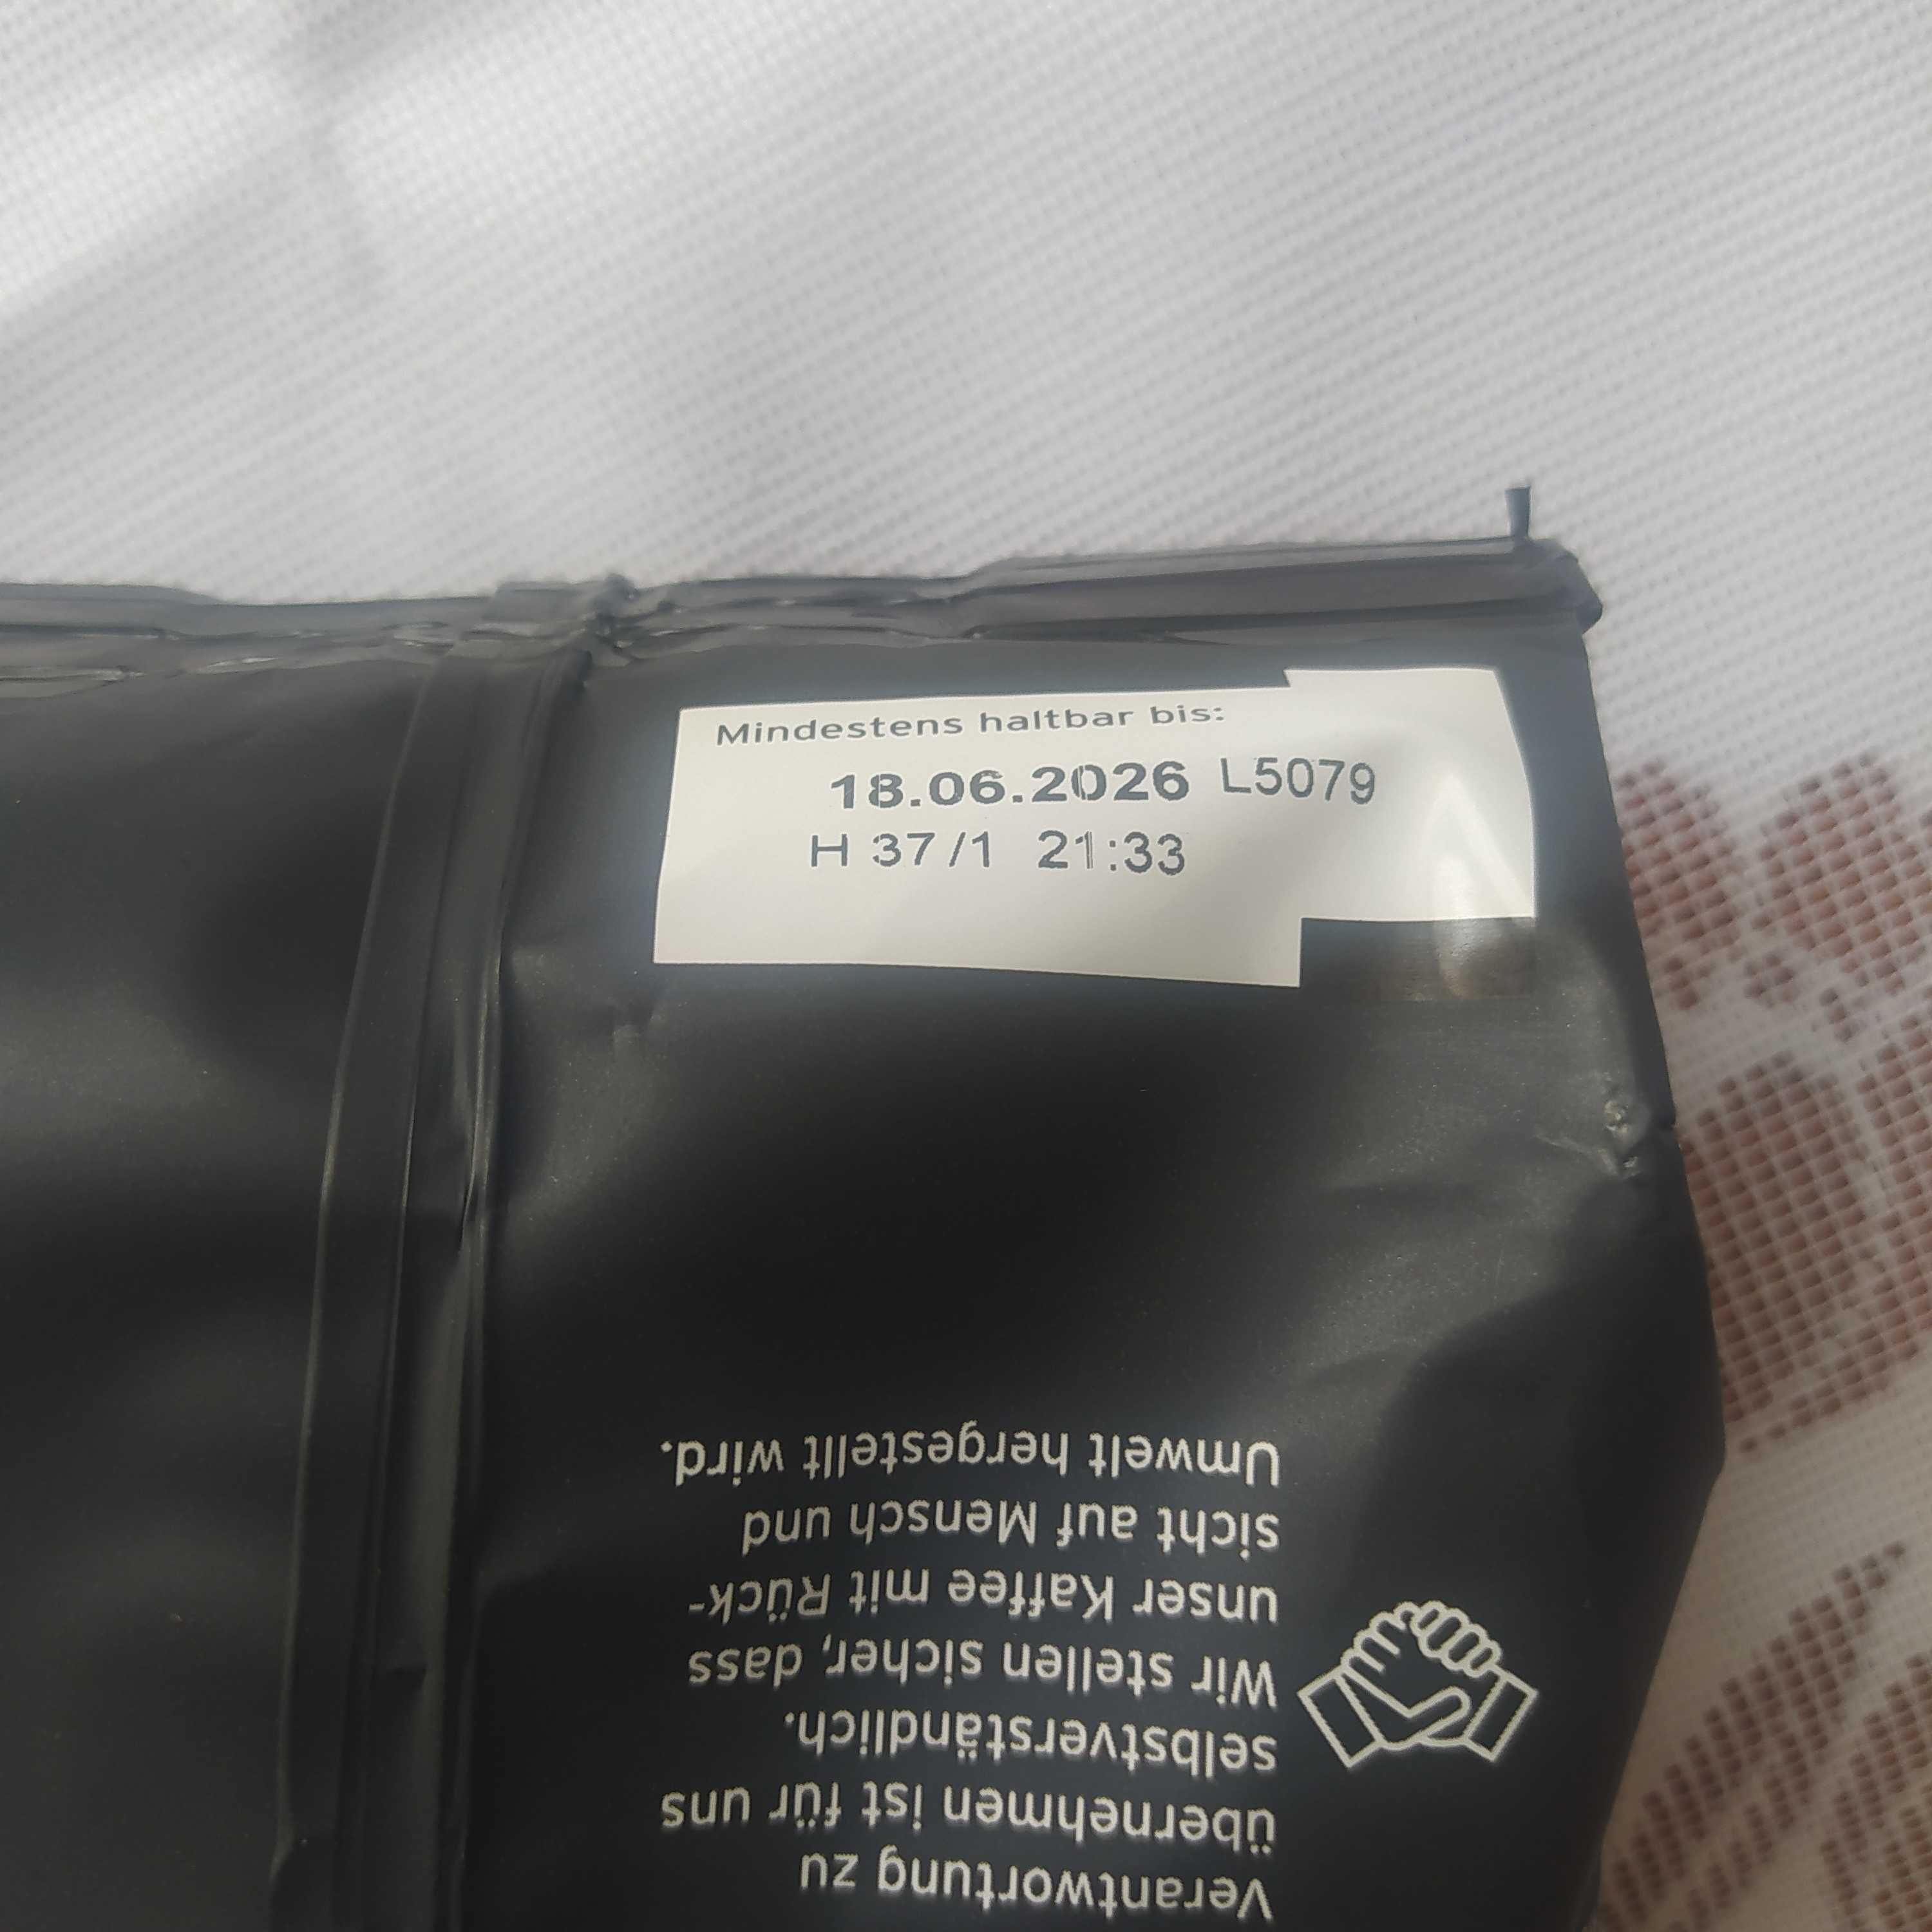 Mindestens haltbar bis:
18.06.2026 L5079
H 37/1 21:33
Verantwortung zu
übernehmen ist für uns
selbstverständlich.
Wir stellen sicher, dass
unser Kaffee mit Rück-
sicht auf Mensch und
Umwelt hergestellt wird.